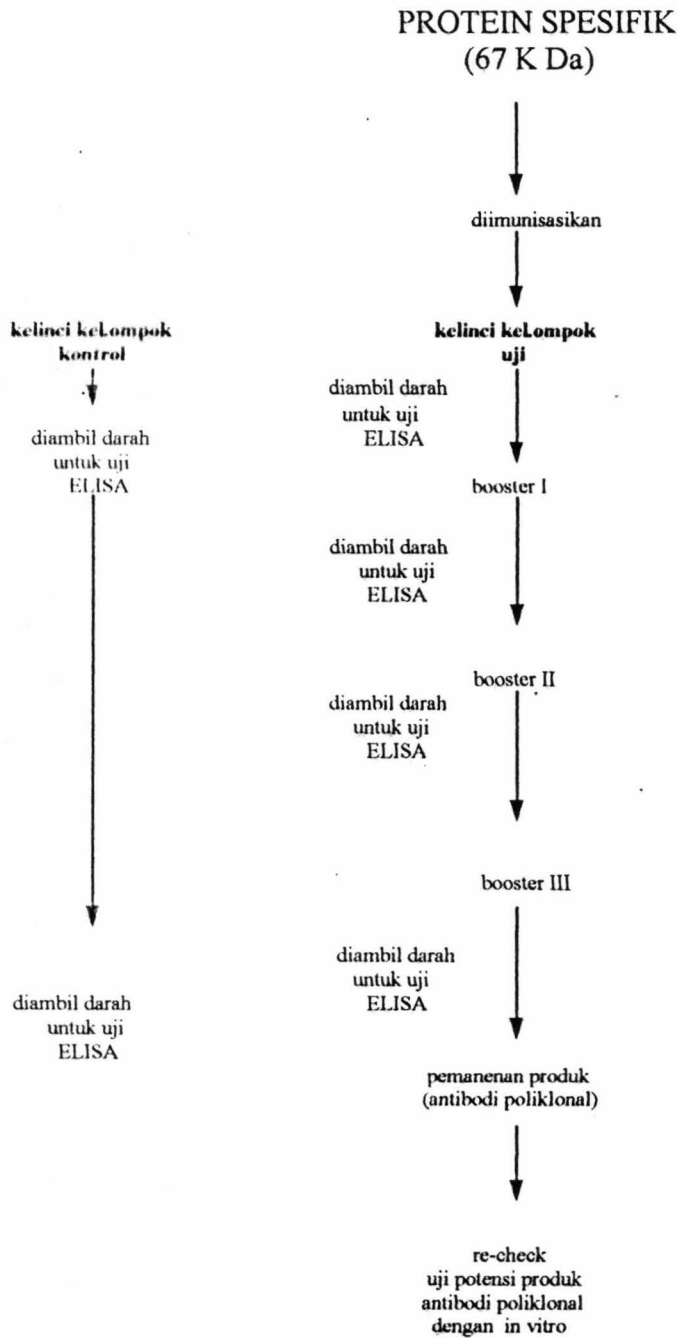 PROTEIN SPESIFIK
(67 K Da)
diimunisasikan
kelinci keLompok
kontrol
diambil darah
untuk uji
ELISA
diambil darah
untuk uji
ELISA
kelinci keLompok
uji
diambil darah
untuk uji
ELISA
booster I
diambil darah
untuk uji
ELISA
booster II
diambil darah
untuk uji
ELISA
booster III
diambil darah
untuk uji
ELISA
pemanenan produk
(antibodi poliklonal)
re-check
uji potensi produk
antibodi poliklonal
dengan in vitro